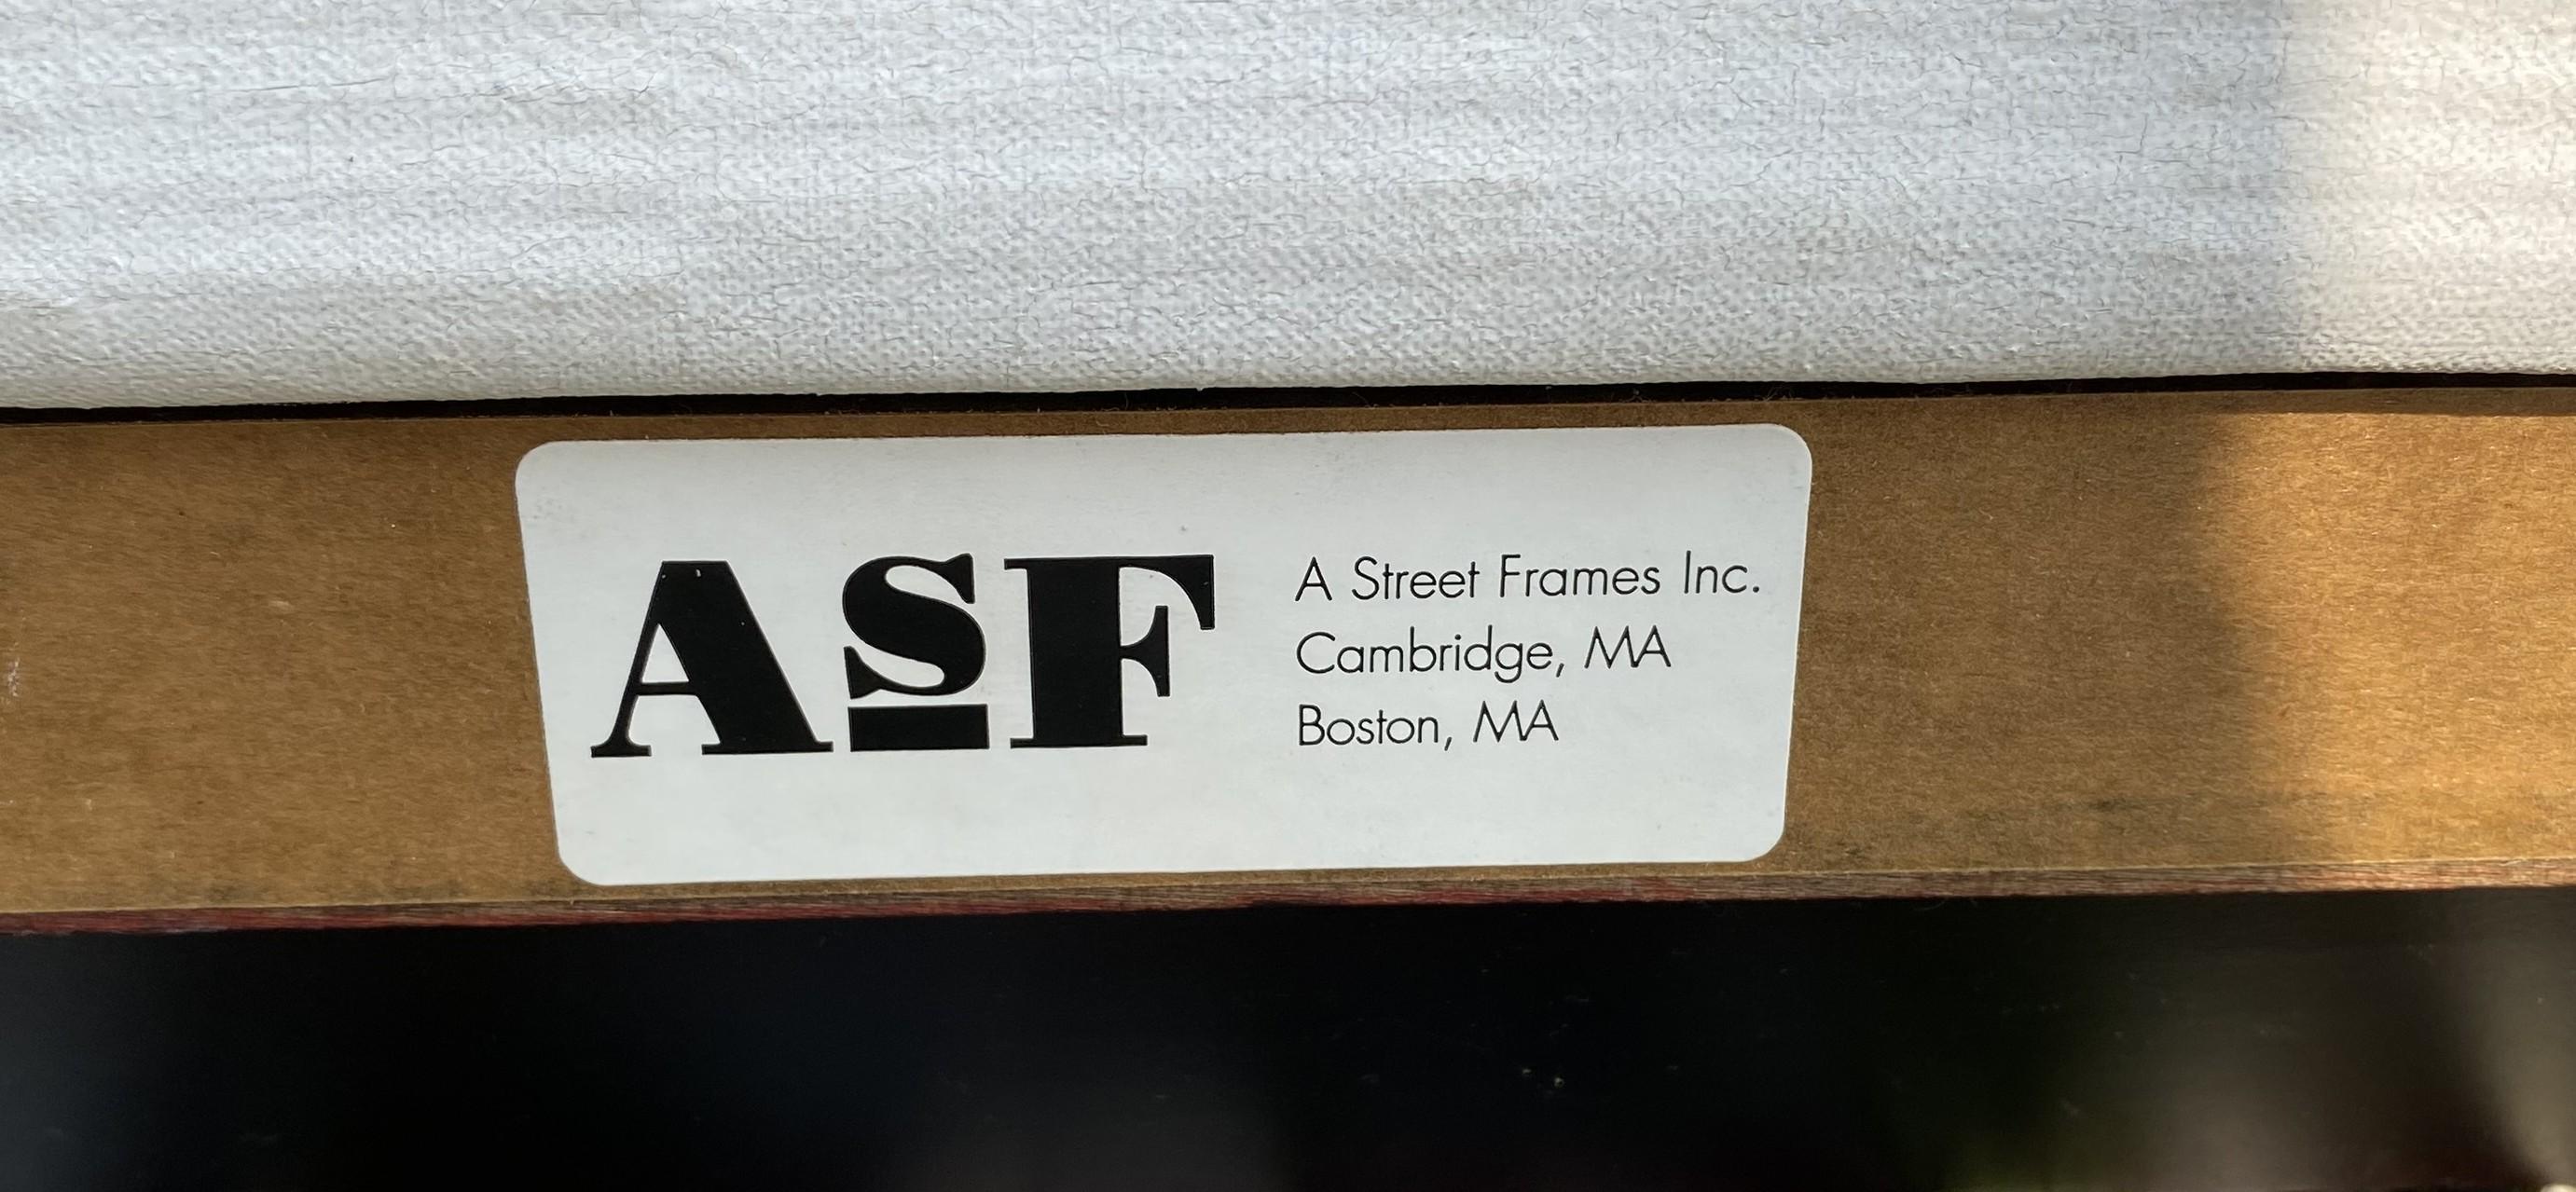 ASF
A Street Frames Inc.
Cambridge, MA
Boston, MA